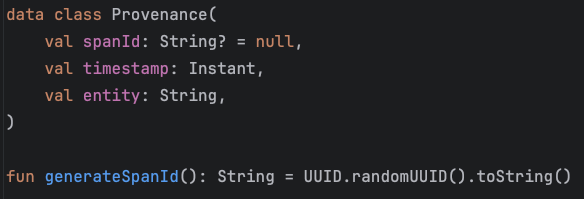 data class Provenance(
    val spanId: String? = null,
    val timestamp: Instant,
    val entity: String,
)
fun generateSpanId(): String = UUID.randomUUID().toString()